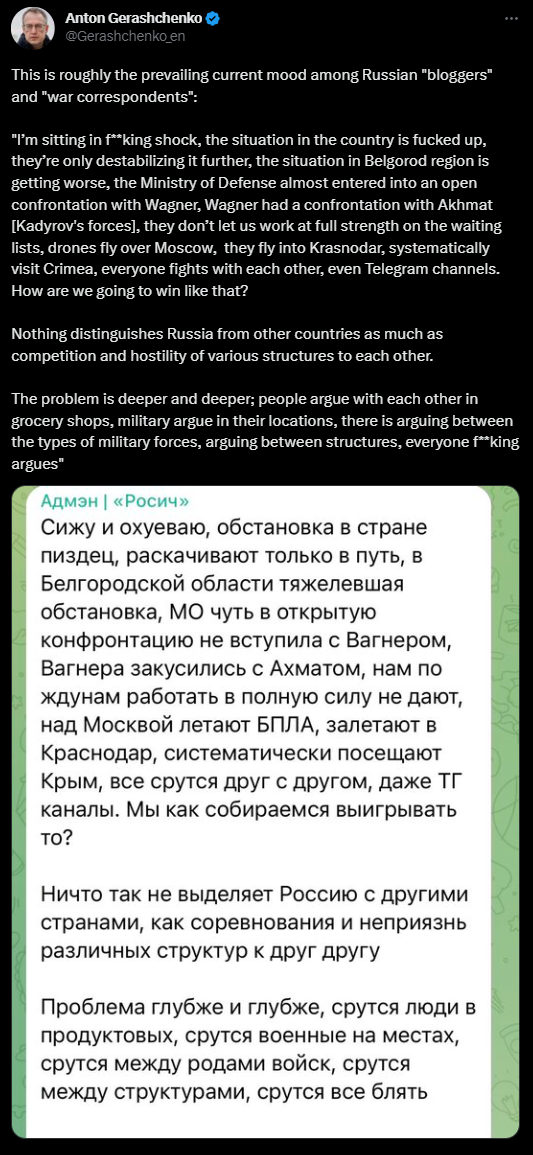 Anton Gerashchenko
@Gerashchenko_en
This is roughly the prevailing current mood among Russian "bloggers"
and "war correspondents":
"I'm sitting in f**king shock, the situation in the country is fucked up,
they're only destabilizing it further, the situation in Belgorod region is
getting worse, the Ministry of Defense almost entered into an open
confrontation with Wagner, Wagner had a confrontation with Akhmat
[Kadyrov's forces], they don't let us work at full strength on the waiting
lists, drones fly over Moscow,  they fly into Krasnodar, systematically
visit Crimea, everyone fights with each other, even Telegram channels.
How are we going to win like that?
Nothing distinguishes Russia from other countries as much as
competition and hostility of various structures to each other.
The problem is deeper and deeper; people argue with each other in
grocery shops, military argue in their locations, there is arguing between
the types of military forces, arguing between structures, everyone f**king
argues"
Адмэн | «Росич»
Сижу и охуеваю, обстановка в стране
пиздец, раскачивают только в путь, в
Белгородской области тяжелевшая
обстановка, МО чуть в открытую
конфронтацию не вступила с Вагнером,
Вагнера закусились с Ахматом, нам по
ждунам работать в полную силу не дают,
над Москвой летают БПЛА, залетают в
Краснодар, систематически посещают
Крым, все срутся друг с другом, даже ТГ
каналы. Мы как собираемся выигрывать
то?
Ничто так не выделяет Россию с другими
странами, как соревнования и неприязнь
различных структур к друг другу
Проблема глубже и глубже, срутся люди в
продуктовых, срутся военные на местах,
срутся между родами войск, срутся
между структурами, срутся все блять